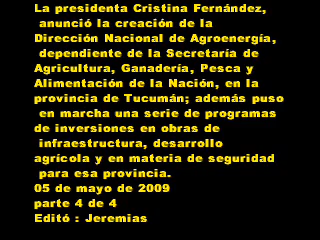 La presidenta Cristina Fernández,
anunció la creación de la
Dirección Nacional de Agroenergía,
dependiente de la Secretaría de
Agricultura, Ganadería, Pesca y
Alimentación de la Nación, en la
provincia de Tucumán; además puso
en marcha una serie de programas
de inversiones en obras de
infraestructura, desarrollo
agrícola y en materia de seguridad
para esa provincia.
05 de mayo de 2009
parte 4 de 4
Editó : Jeremias